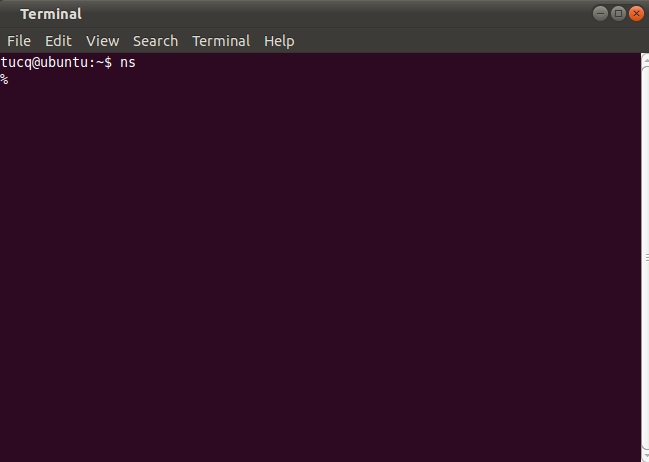 Terminal
File Edit View Search Terminal Help
tucq@ubuntu:~$ ns
%